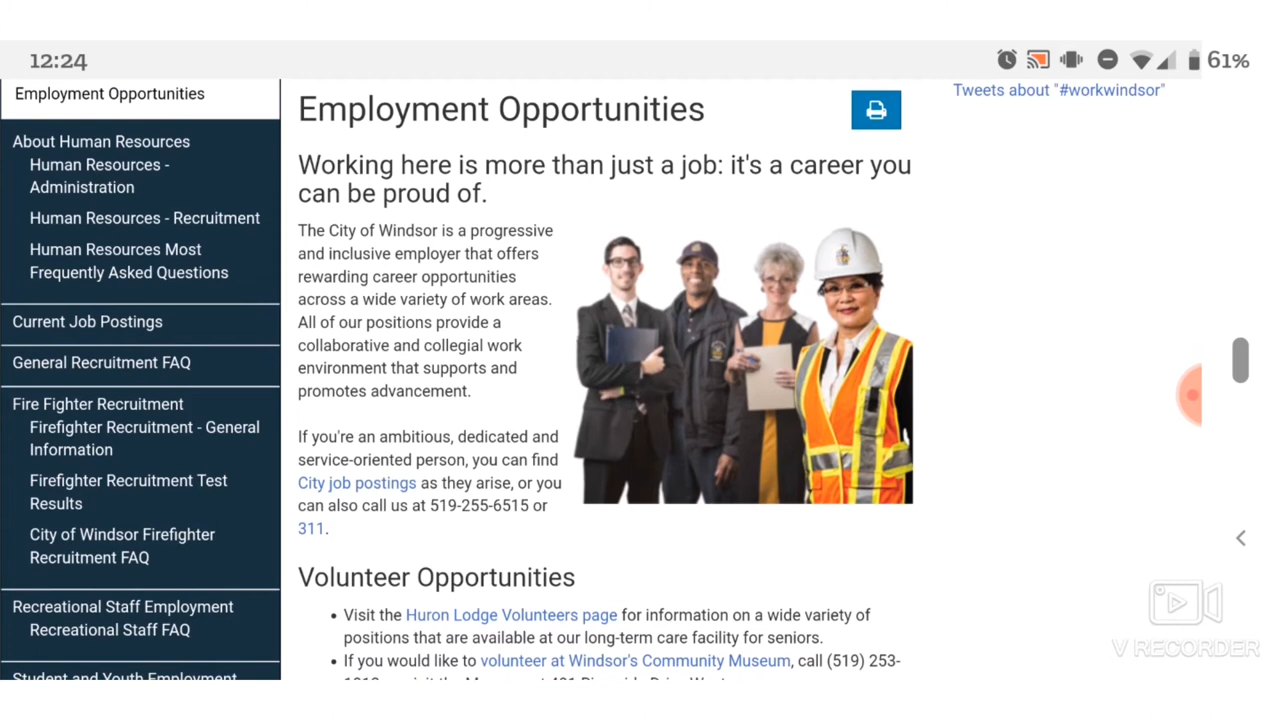 12:24
61%
Employment Opportunities
About Human Resources
Human Resources -
Administration
Human Resources - Recruitment
Human Resources Most
Frequently Asked Questions
Current Job Postings
General Recruitment FAQ
Fire Fighter Recruitment
Firefighter Recruitment - General
Information
Firefighter Recruitment Test
Results
City of Windsor Firefighter
Recruitment FAQ
Recreational Staff Employment
Recreational Staff FAQ
Student and Youth Employment
Employment Opportunities
Working here is more than just a job: it's a career you
can be proud of.
The City of Windsor is a progressive
and inclusive employer that offers
rewarding career opportunities
across a wide variety of work areas.
All of our positions provide a
collaborative and collegial work
environment that supports and
promotes advancement.
If you're an ambitious, dedicated and
service-oriented person, you can find
City job postings as they arise, or you
can also call us at 519-255-6515 or
311.
Volunteer Opportunities
• Visit the Huron Lodge Volunteers page for information on a wide variety of
positions that are available at our long-term care facility for seniors.
• If you would like to volunteer at Windsor's Community Museum, call (519) 253-
Tweets about "#workwindsor"
V RECORDER